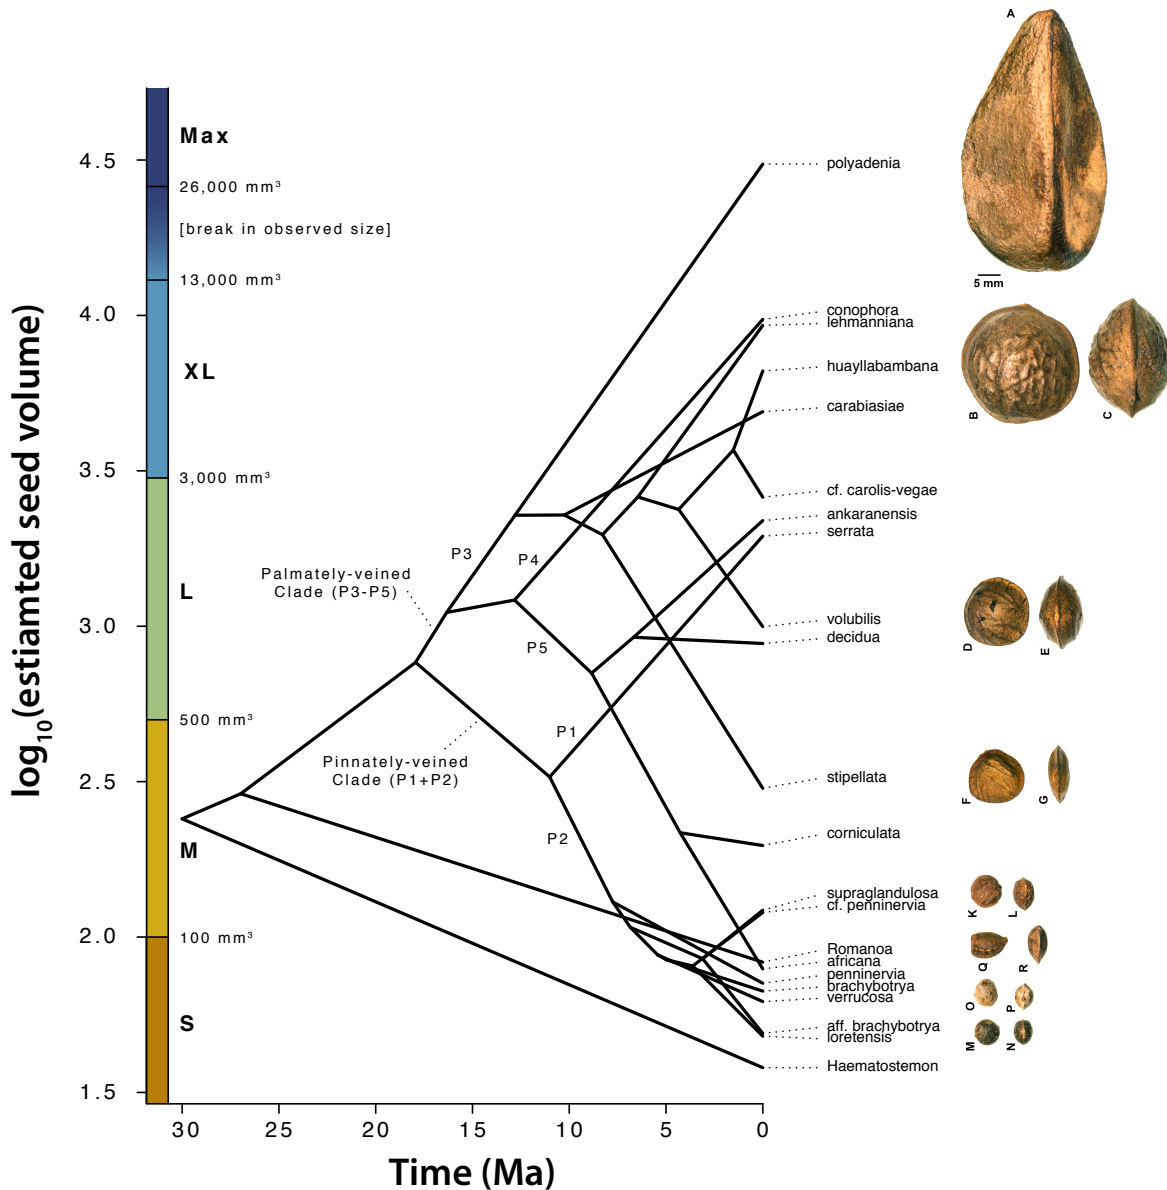 log10(estiamted seed volume)
4.5
4.0
3.5
3.0
2.5
2.0
1.5
Max
26,000 mm³
[break in observed size]
13,000 mm³
XL
3,000 mm³
L
500 mm³
M
100 mm³
S
P3
P4
Palmately-veined
Clade (P3-P5)
P5
P1
Pinnately-veined
Clade (P1+P2)
P2
polyadenia
conophora
lehmanniana
huayllabambana
carabiasiae
cf. carolis-vegae
ankaranensis
serrata
volubilis
decidua
stipellata
corniculata
supraglandulosa
cf. penninervia
Romanoa
africana
penninervia
brachybotrya
verrucosa
aff. brachybotrya
loretensis
Haematostemon
A
5 mm
B
C
D
E
F
G
K
L
Q
R
O
P
M
N
30
25
20
15
10
5
0
Time (Ma)